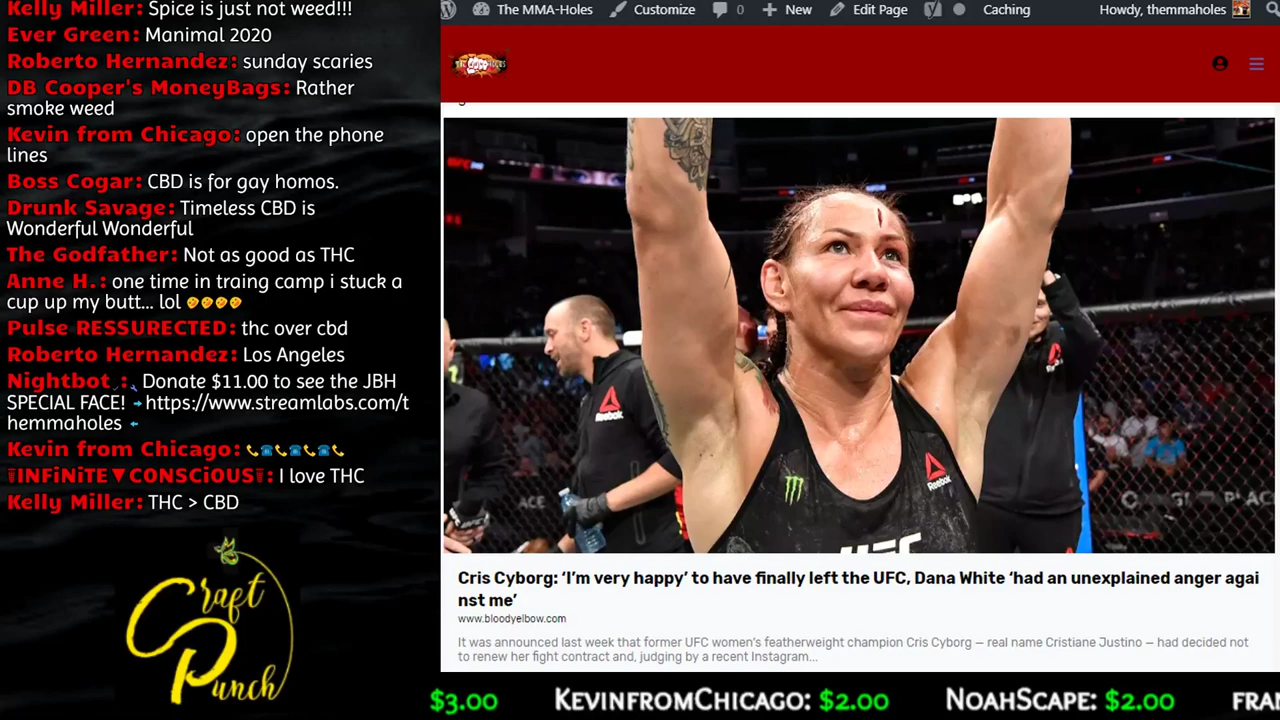 Kelly Miller: Spice is just not weed!!!
Ever Green: Manimal 2020
Roberto Hernandez: sunday scaries
DB Cooper's MoneyBags: Rather
smoke weed
Kevin from Chicago: open the phone
lines
Boss Cogar: CBD is for gay homos.
Drunk Savage: Timeless CBD is
Wonderful Wonderful
The Godfather: Not as good as THC
Anne H.: one time in traing camp i stuck a
cup up my butt... lol
Pulse RESSURECTED: thc over cbd
Roberto Hernandez: Los Angeles
Nightbot: Donate $11.00 to see the JBH
SPECIAL FACE! https://www.streamlabs.com/t
hemmaholes
Kevin from Chicago:
INFiNiTE▼CONSCiOUS: I love THC
Kelly Miller: THC > CBD
Craft
Punch
The MMA-Holes Customize 0 New Edit Page Caching Howdy, themmaholes
Reebok
Reebok
UFC
Cris Cyborg: ‘I’m very happy’ to have finally left the UFC, Dana White ‘had an unexplained anger agai
nst me’
www.bloodyelbow.com
It was announced last week that former UFC women’s featherweight champion Cris Cyborg — real name Cristiane Justino — had decided not
to renew her fight contract and, judging by a recent Instagram...
$3.00 KevinfromChicago: $2.00 NoahScape: $2.00 fra